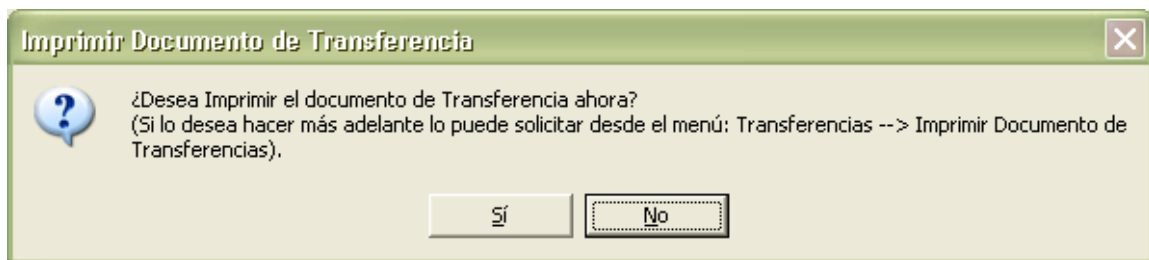 Imprimir Documento de Transferencia
¿Desea Imprimir el documento de Transferencia ahora?
(Si lo desea hacer más adelante lo puede solicitar desde el menú: Transferencias --> Imprimir Documento de
Transferencias).
Sí
No